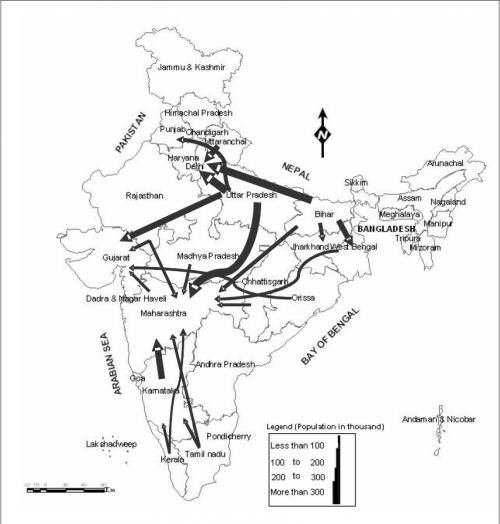 Jammu & Kashmir
Himachal Pradesh
PAKISTAN
Punjab
Chandigarh
Uttaranchal
N
Haryana
Delhi
NEPAL
Arunachal
Rajasthan
Uttar Pradesh
Sikkim
Assam
Nagaland
Bihar
Meghalaya
Manipur
BANGLADESH
Tripura
Mizoram
Jharkhand
West Bengal
Gujarat
Madhya Pradesh
Chhattisgarh
Dadra & Nagar Haveli
Orissa
Maharashtra
BAY OF BENGAL
ARABIAN SEA
Andhra Pradesh
Goa
Karnataka
Andaman & Nicobar
Legend (Population in thousand)
Less than 100
100 to 200
200 to 300
More than 300
Pondicherry
Lakshadweep
Kerala
Tamil nadu